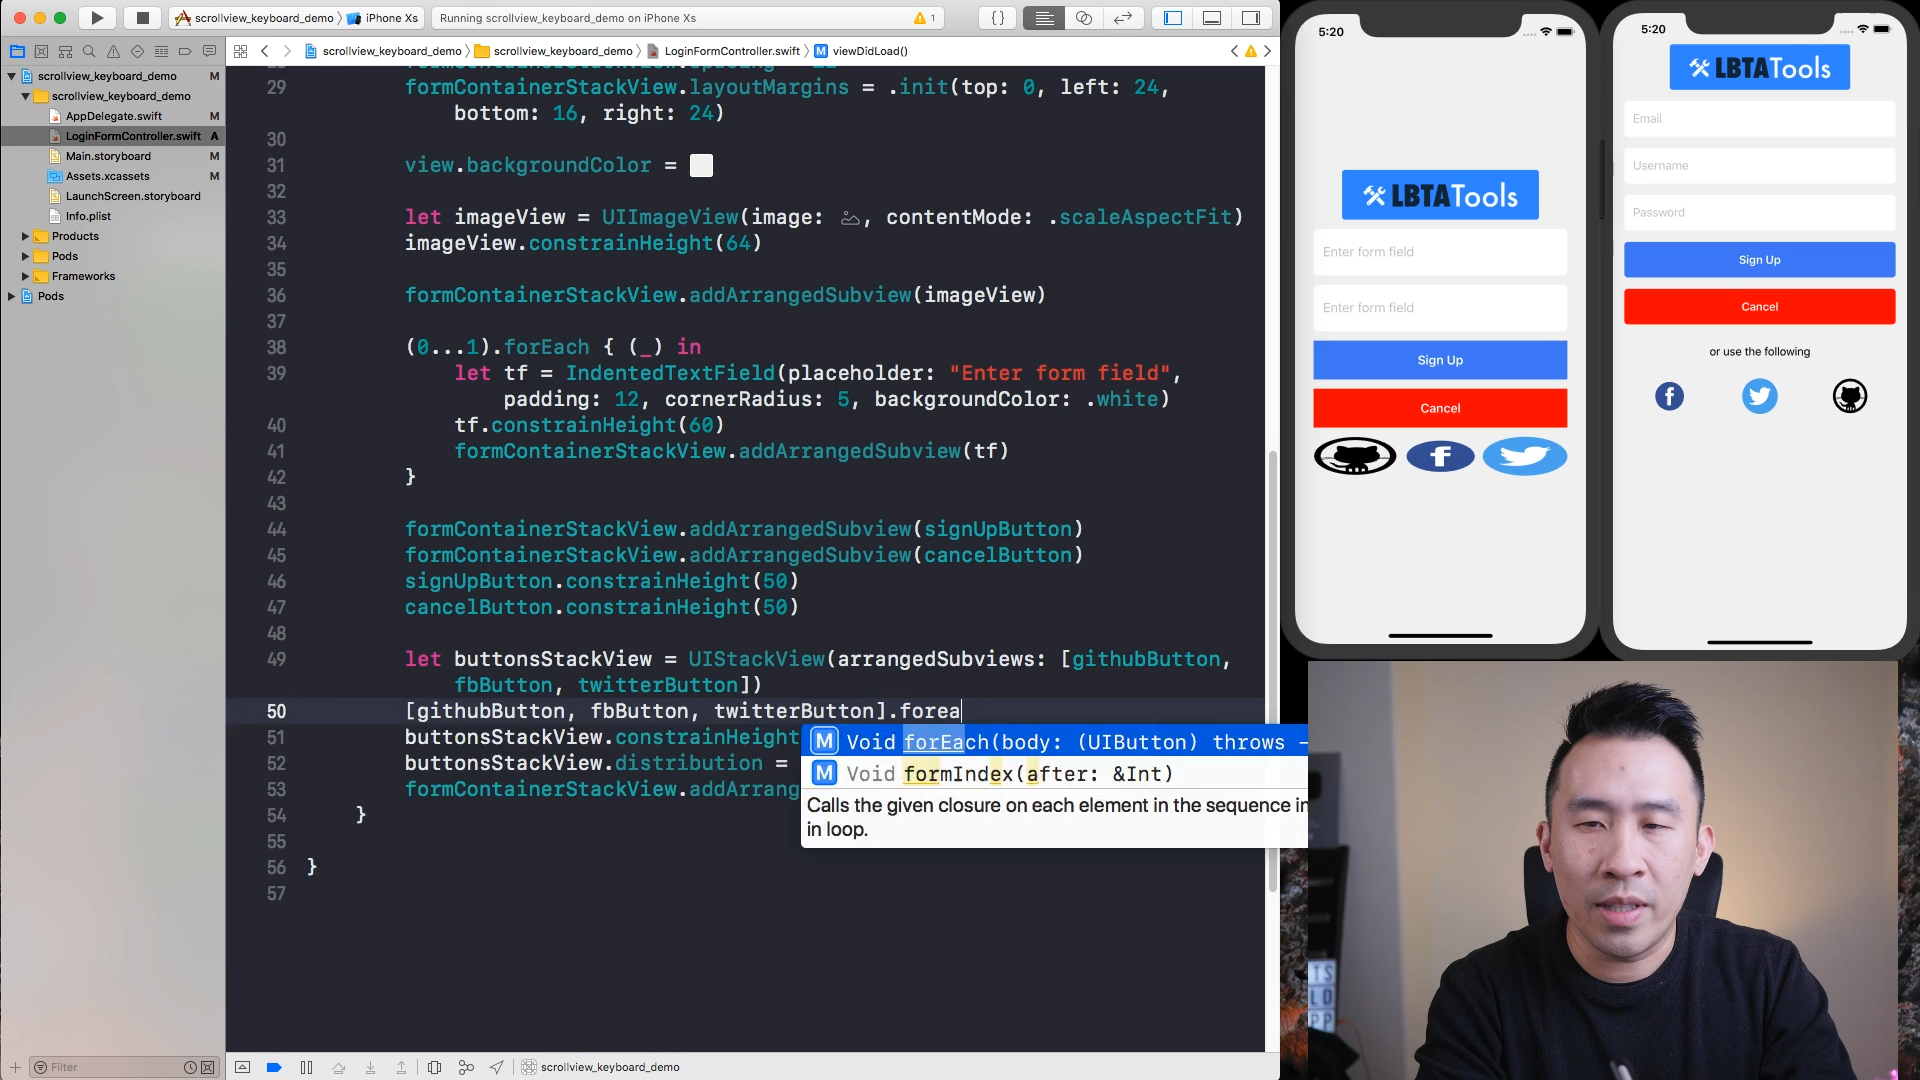 scrollview_keyboard_demo
iPhone Xs
Running scrollview_keyboard_demo on iPhone Xs
1
scrollview_keyboard_demo
scrollview_keyboard_demo
LoginFormController.swift
M
viewDidLoad()
scrollview_keyboard_demo M
scrollview_keyboard_demo
AppDelegate.swift M
LoginFormController.swift A
Main.storyboard M
Assets.xcassets M
LaunchScreen.storyboard
Info.plist
Products
Pods
Frameworks
Pods
Filter
29 formContainerStackView.layoutMargins = .init(top: 0, left: 24,
bottom: 16, right: 24)
30
31 view.backgroundColor =
32
33 let imageView = UIImageView(image: , contentMode: .scaleAspectFit)
34 imageView.constrainHeight(64)
35
36 formContainerStackView.addArrangedSubview(imageView)
37
38 (0...1).forEach { (_) in
39 let tf = IndentedTextField(placeholder: "Enter form field",
padding: 12, cornerRadius: 5, backgroundColor: .white)
40 tf.constrainHeight(60)
41 formContainerStackView.addArrangedSubview(tf)
42 }
43
44 formContainerStackView.addArrangedSubview(signUpButton)
45 formContainerStackView.addArrangedSubview(cancelButton)
46 signUpButton.constrainHeight(50)
47 cancelButton.constrainHeight(50)
48
49 let buttonsStackView = UIStackView(arrangedSubviews: [githubButton,
fbButton, twitterButton])
50 [githubButton, fbButton, twitterButton].forea
51 buttonsStackView.constrainHeight
52 buttonsStackView.distribution =
53 formContainerStackView.addArrang
54 }
55
56 }
57
M Void forEach(body: (UIButton) throws -
M Void formIndex(after: &Int)
Calls the given closure on each element in the sequence in
in loop.
scrollview_keyboard_demo
5:20
LBTATools
Enter form field
Enter form field
Sign Up
Cancel
f
5:20
LBTATools
Email
Username
Password
Sign Up
Cancel
or use the following
f